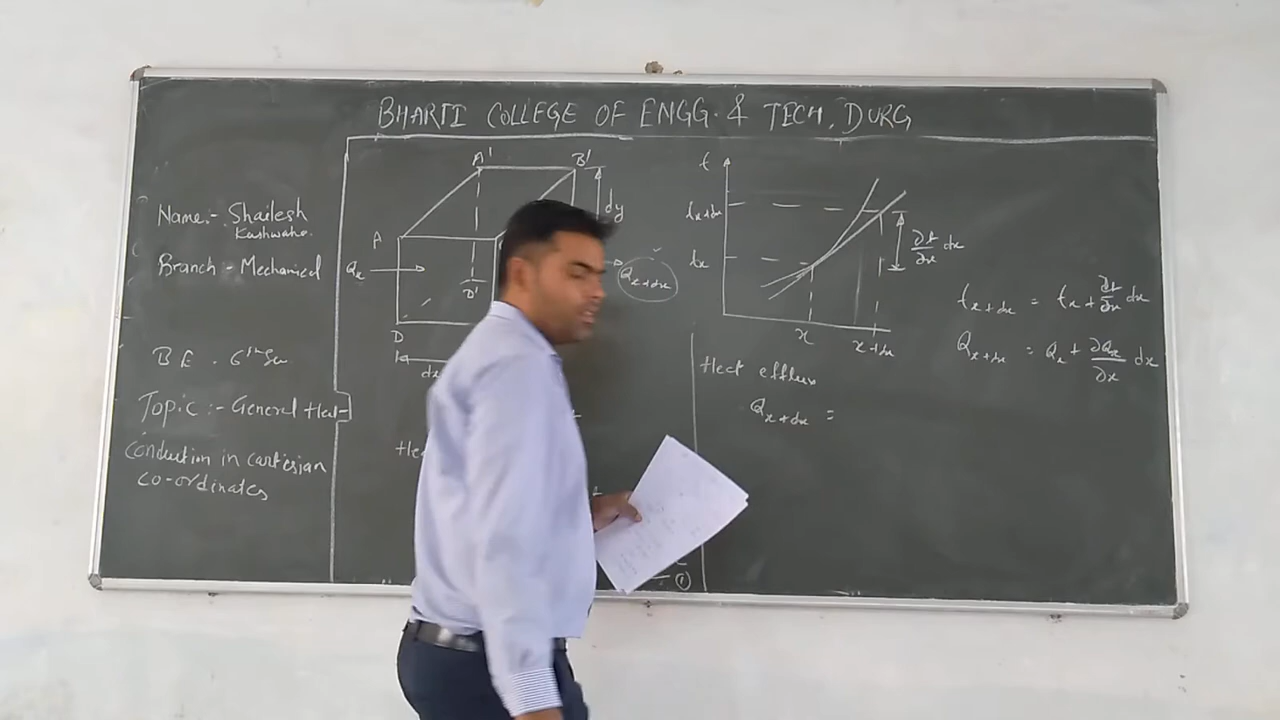 BHARTI COLLEGE OF ENGG. & TECH, DURG
Name:- Shailesh
Kushwaha.
Branch - Mechanical
BE. 6th Sem
Topic :- General Heat
Conduction in cartesian
co-ordinates
A' B'
dy
A
Qx
Qx+dx
D'
D
dx
①
t
tx+dx
tx
∂t/∂x dx
x x+dx
tx+dx = tx + ∂t/∂x dx
Qx+dx = Qx + ∂Qx/∂x dx
Heat efflux
Qx+dx =